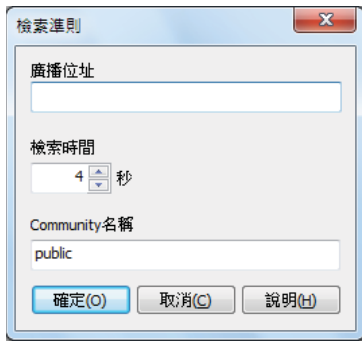 檢索準則
廣播位址
檢索時間
4 秒
Community名稱
public
確定(O) 取消(C) 說明(H)